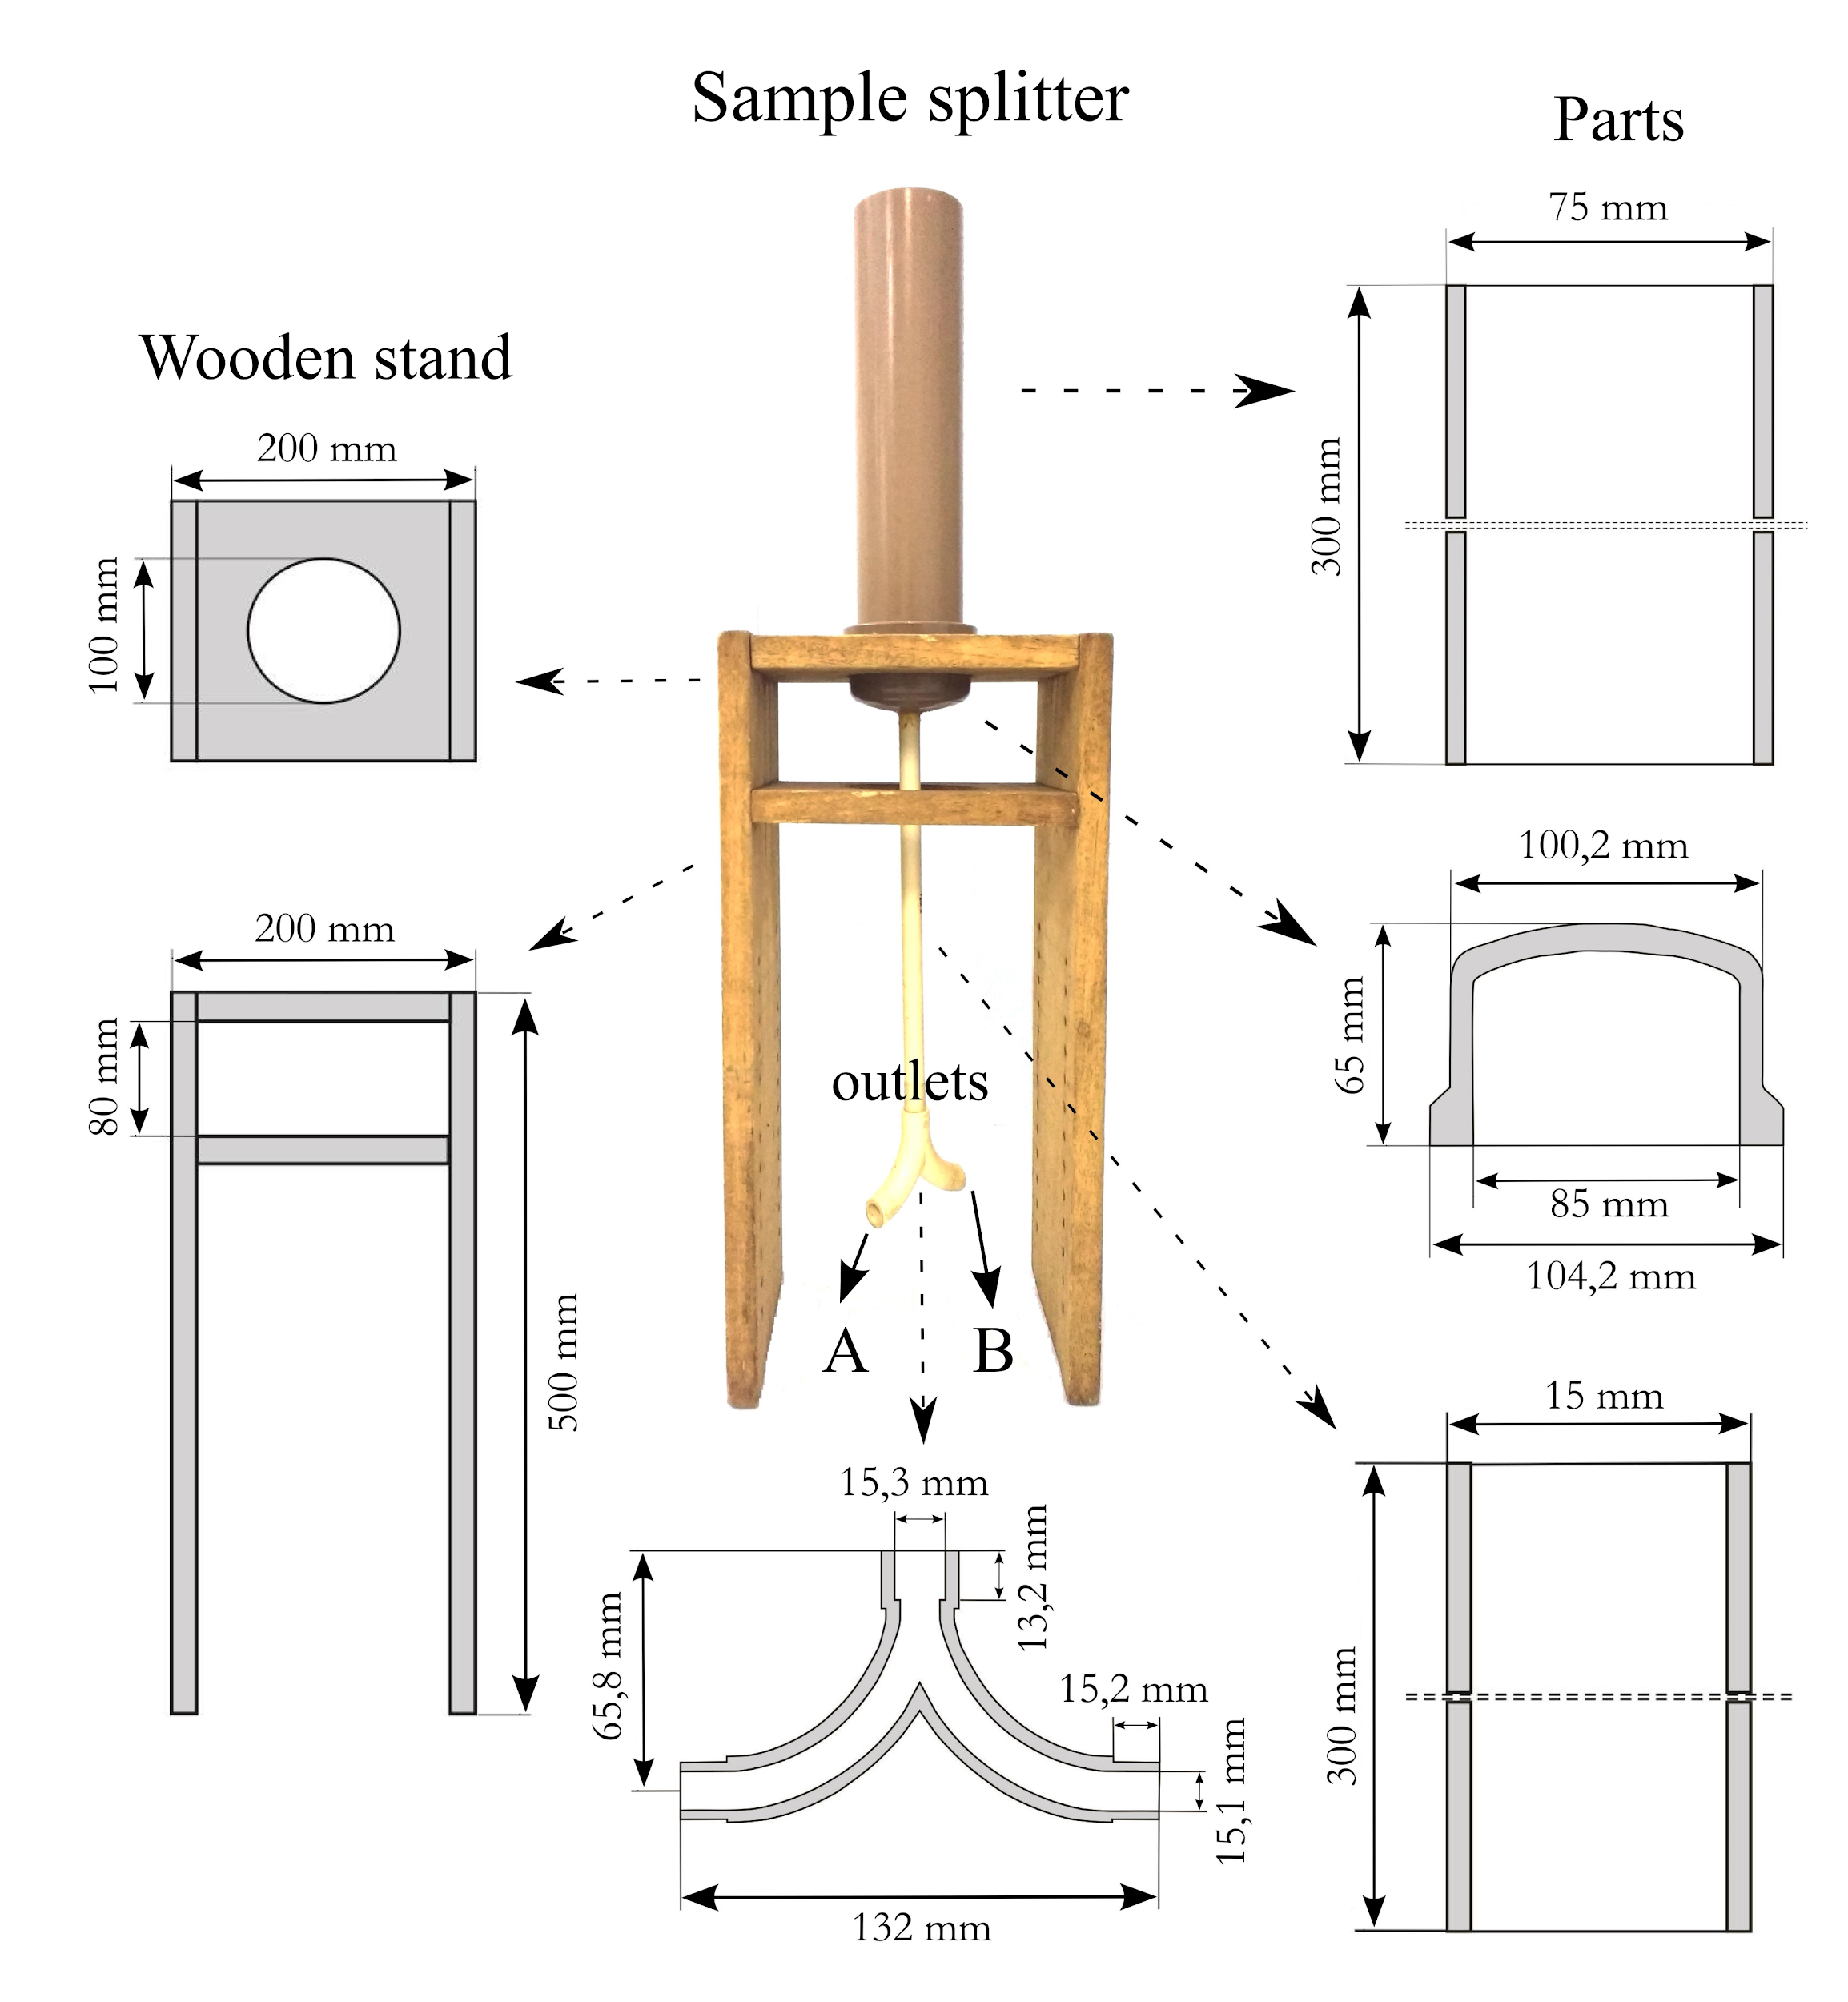 Sample splitter
Parts
75 mm
300 mm
Wooden stand
200 mm
100 mm
100,2 mm
65 mm
85 mm
104,2 mm
200 mm
80 mm
500 mm
outlets
A
B
15 mm
300 mm
15,3 mm
13,2 mm
65,8 mm
15,2 mm
15,1 mm
132 mm